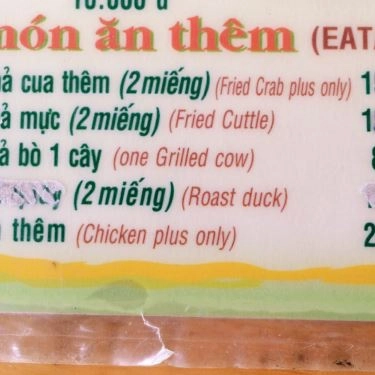 10.000 đ
món ăn thêm (EAT
ả cua thêm (2 miếng) (Fried Crab plus only) 1
ả mực (2 miếng) (Fried Cuttle) 1
ả bò 1 cây (one Grilled cow) 8
(2 miếng) (Roast duck)
thêm (Chicken plus only) 2